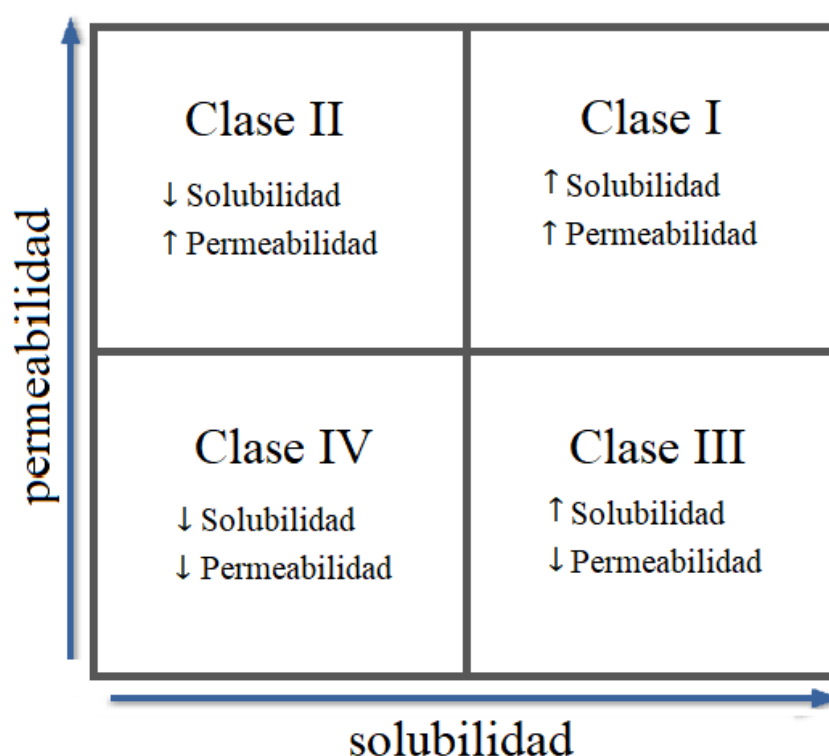 permeabilidad
Clase II
↓ Solubilidad
↑ Permeabilidad
Clase I
↑ Solubilidad
↑ Permeabilidad
Clase IV
↓ Solubilidad
↓ Permeabilidad
Clase III
↑ Solubilidad
↓ Permeabilidad
solubilidad